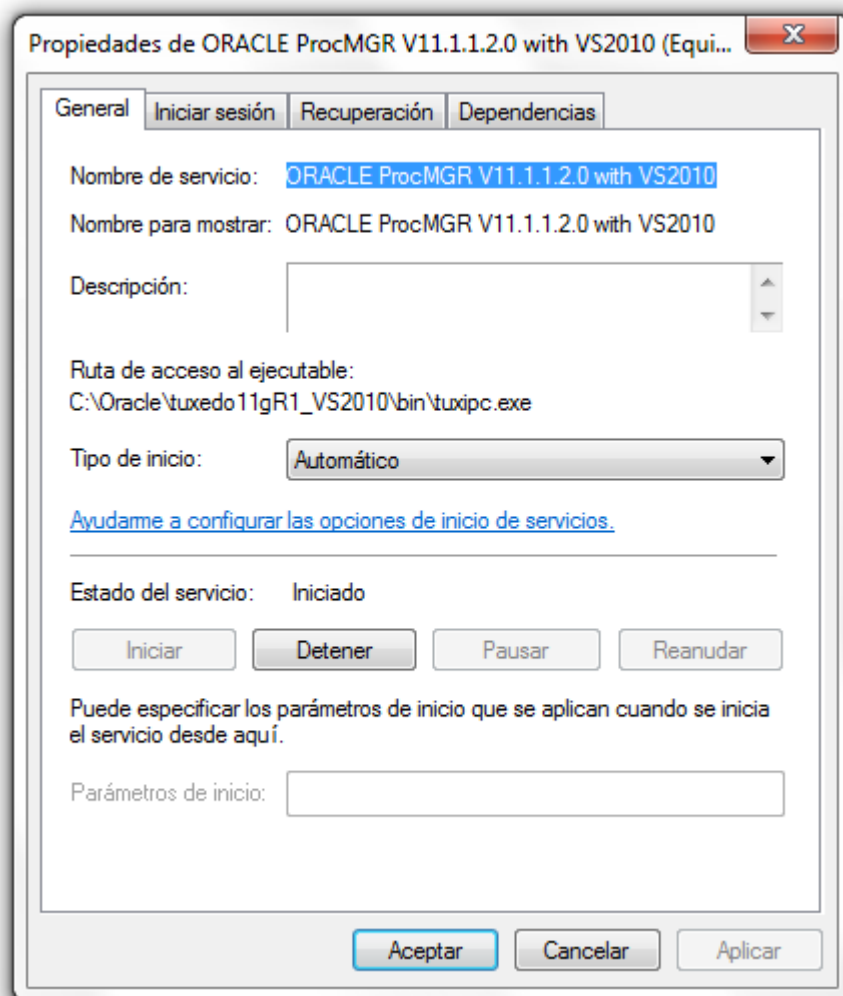 Propiedades de ORACLE ProcMGR V11.1.1.2.0 with VS2010 (Equi...
General
Iniciar sesión
Recuperación
Dependencias
Nombre de servicio: ORACLE ProcMGR V11.1.1.2.0 with VS2010
Nombre para mostrar: ORACLE ProcMGR V11.1.1.2.0 with VS2010
Descripción:
Ruta de acceso al ejecutable:
C:\Oracle\tuxedo11gR1_VS2010\bin\tuxipc.exe
Tipo de inicio: Automático
Ayudarme a configurar las opciones de inicio de servicios.
Estado del servicio: Iniciado
Iniciar
Detener
Pausar
Reanudar
Puede especificar los parámetros de inicio que se aplican cuando se inicia
el servicio desde aquí.
Parámetros de inicio:
Aceptar
Cancelar
Aplicar